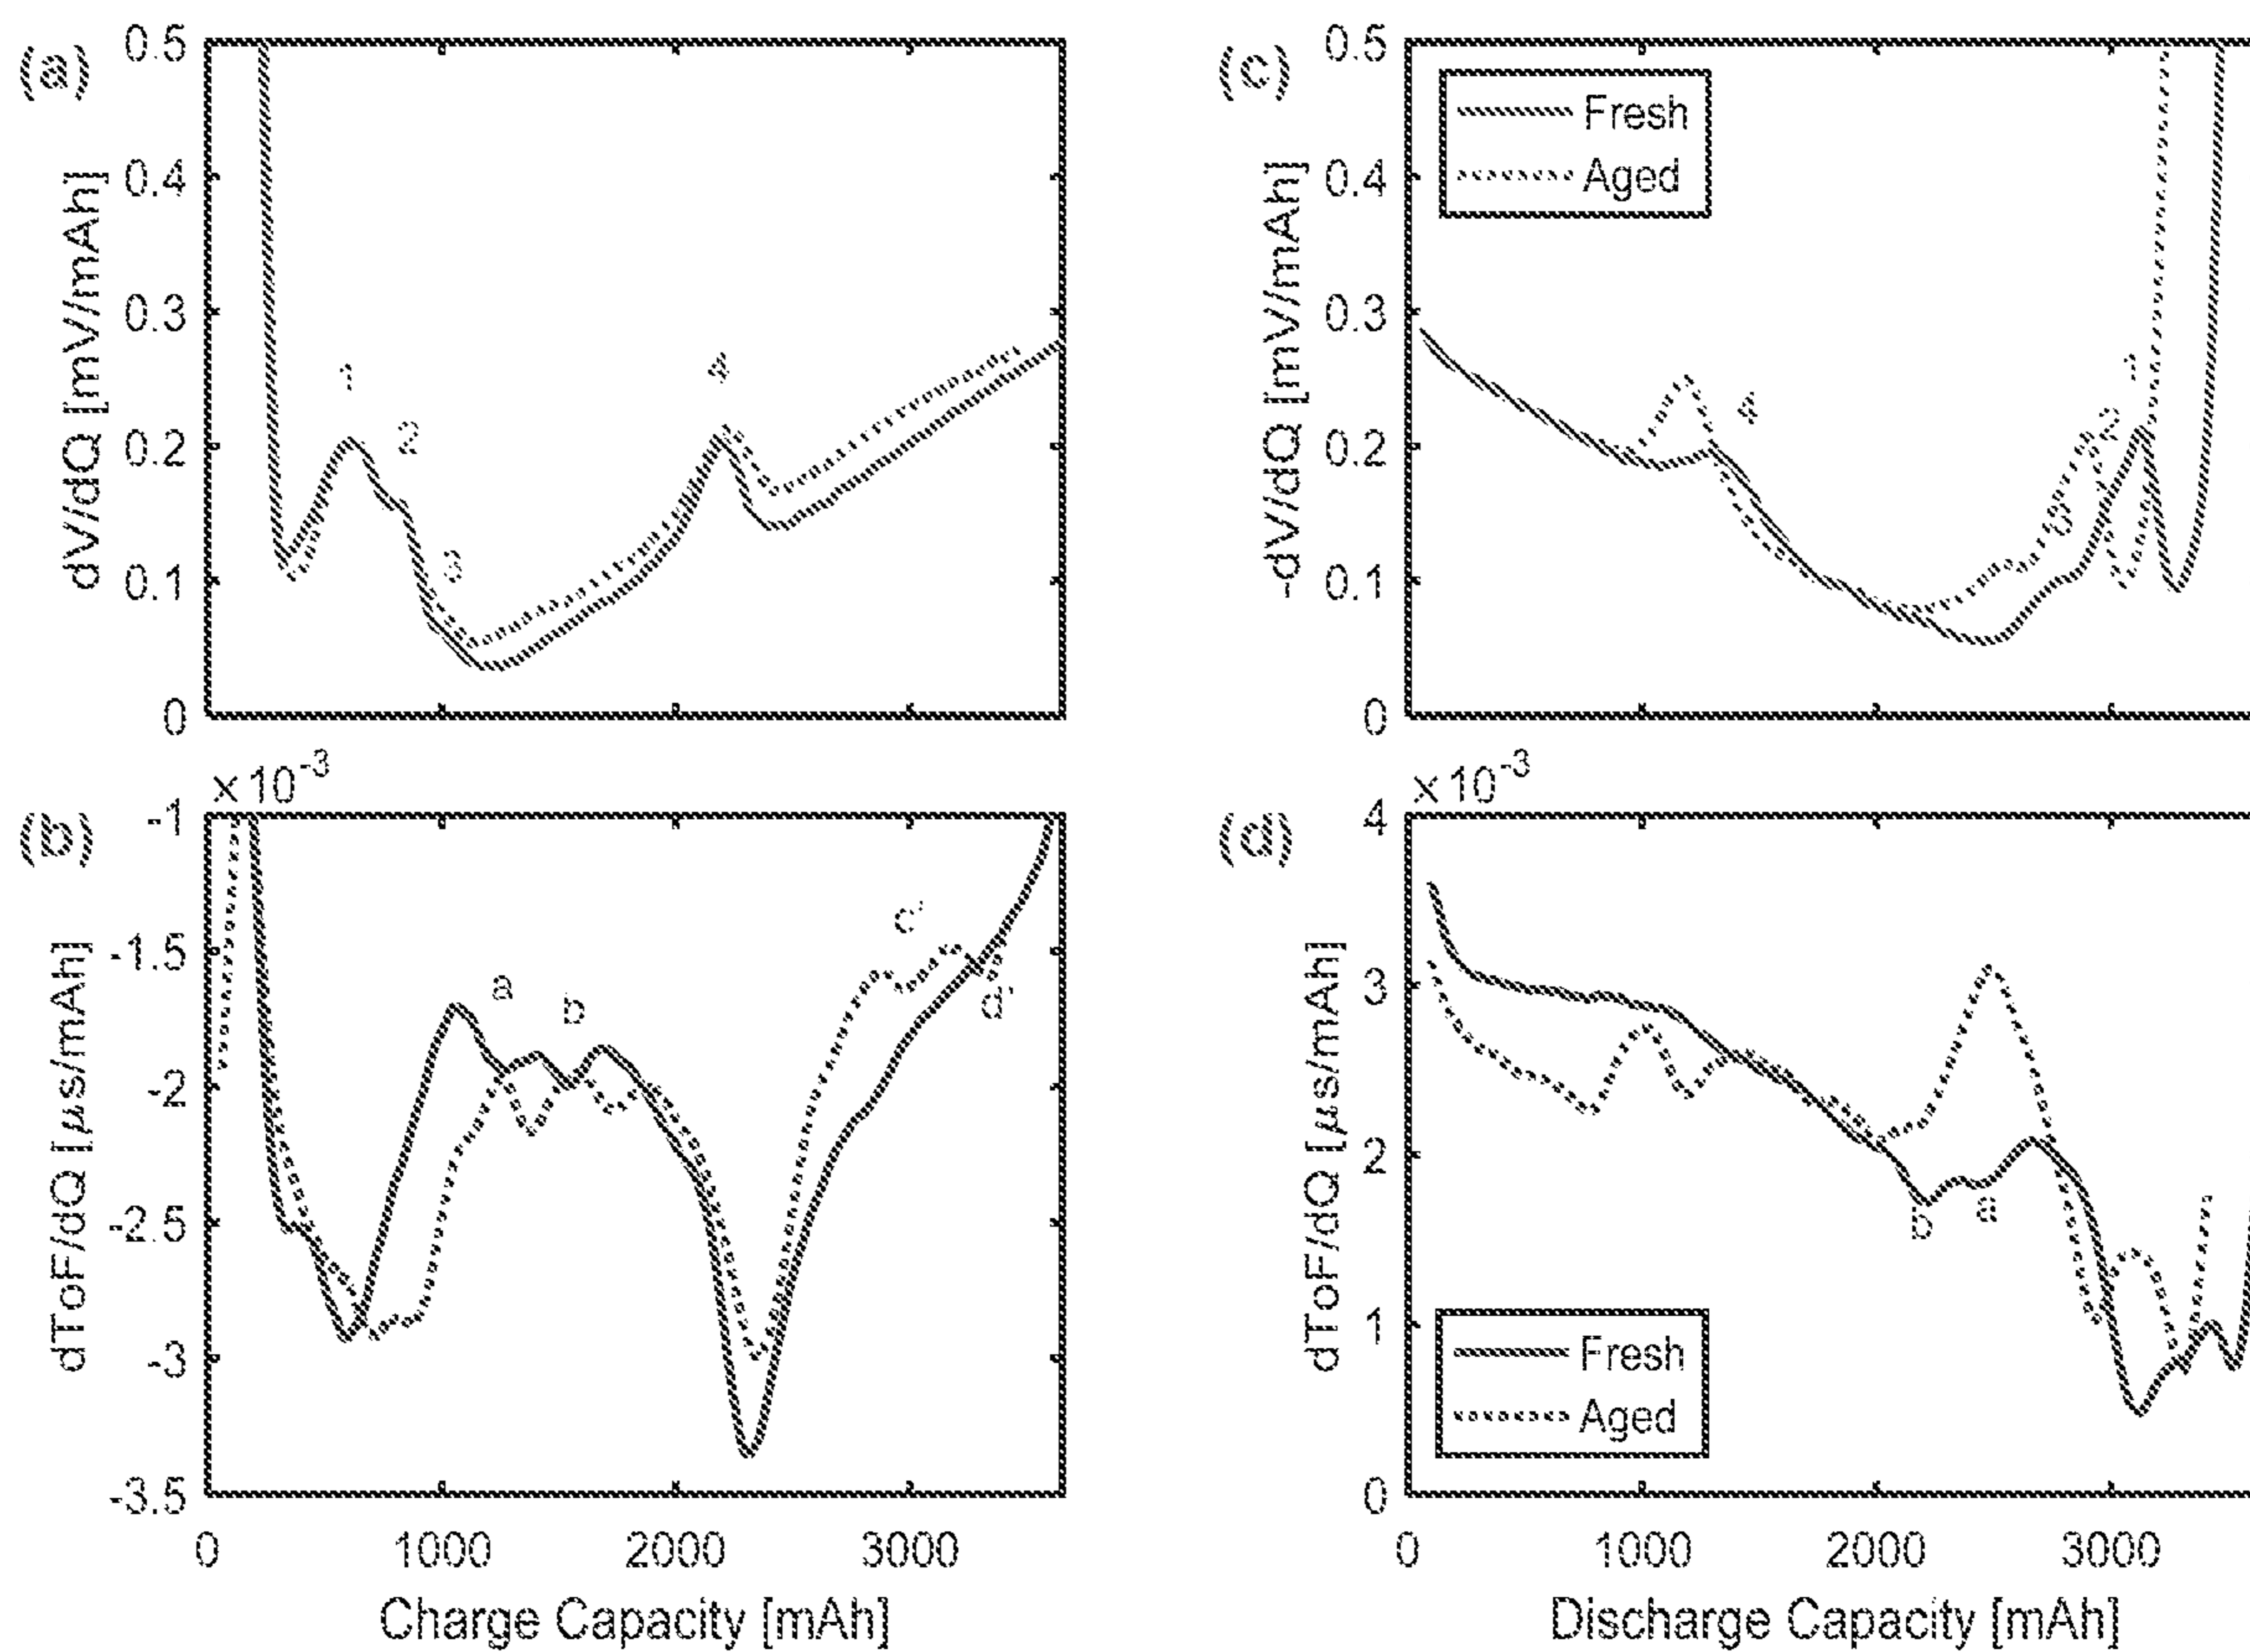 (a)
0.5
0.4
0.3
0.2
0.1
0
dV/dQ [mV/mAh]
1
2
3
4
(c)
0.5
0.4
0.3
0.2
0.1
0
-dV/dQ [mV/mAh]
Fresh
Aged
4
3
2
1
(b)
×10⁻³
-1
-1.5
-2
-2.5
-3
-3.5
dToF/dQ [μs/mAh]
a
b
c'
d'
0
1000
2000
3000
Charge Capacity [mAh]
(d)
×10⁻³
4
3
2
1
0
dToF/dQ [μs/mAh]
b
a
Fresh
Aged
0
1000
2000
3000
Discharge Capacity [mAh]